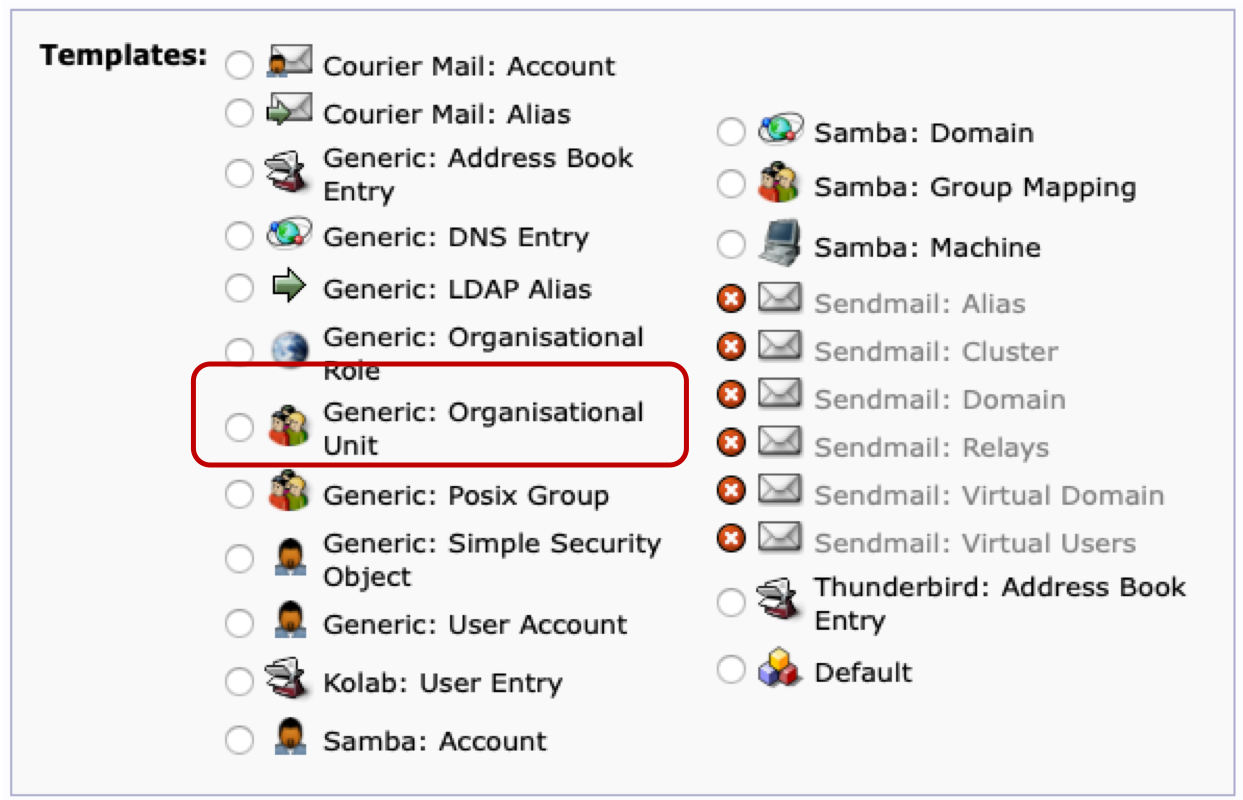 Templates:
Courier Mail: Account
Courier Mail: Alias
Generic: Address Book
Entry
Generic: DNS Entry
Generic: LDAP Alias
Generic: Organisational
Role
Generic: Organisational
Unit
Generic: Posix Group
Generic: Simple Security
Object
Generic: User Account
Kolab: User Entry
Samba: Account
Samba: Domain
Samba: Group Mapping
Samba: Machine
Sendmail: Alias
Sendmail: Cluster
Sendmail: Domain
Sendmail: Relays
Sendmail: Virtual Domain
Sendmail: Virtual Users
Thunderbird: Address Book
Entry
Default